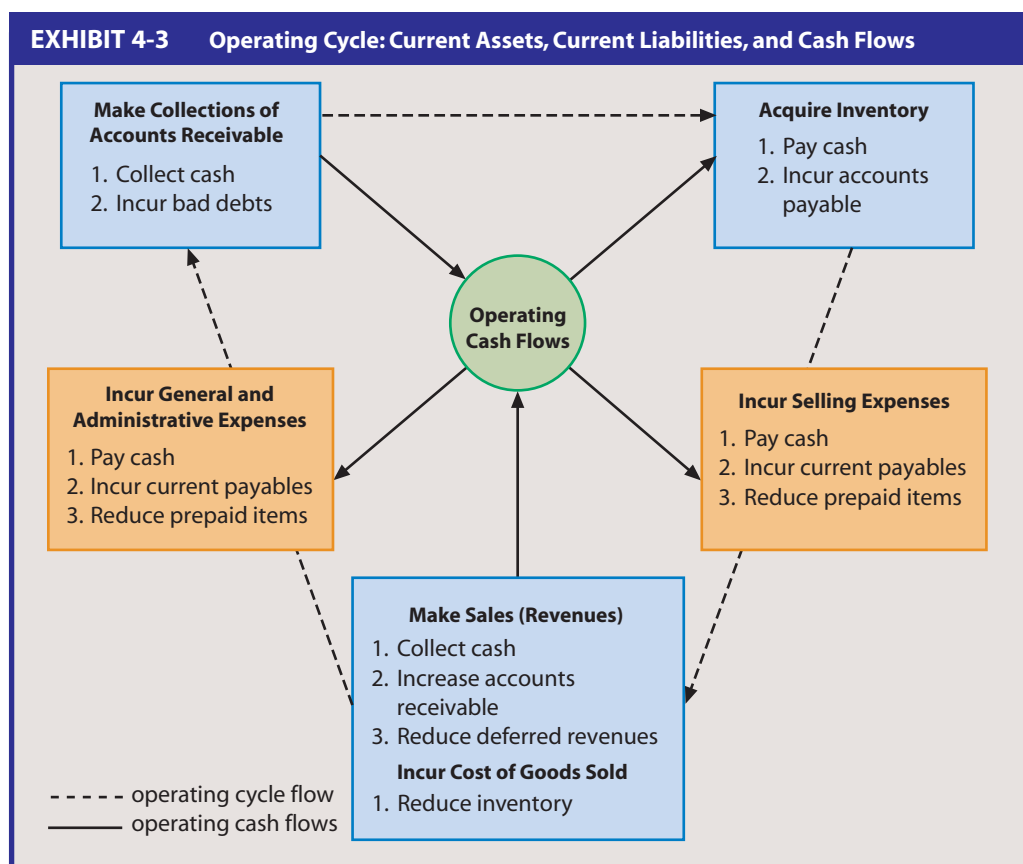 EXHIBIT 4-3 Operating Cycle: Current Assets, Current Liabilities, and Cash Flows
Make Collections of
Accounts Receivable
1. Collect cash
2. Incur bad debts
Acquire Inventory
1. Pay cash
2. Incur accounts
payable
Operating
Cash Flows
Incur General and
Administrative Expenses
1. Pay cash
2. Incur current payables
3. Reduce prepaid items
Incur Selling Expenses
1. Pay cash
2. Incur current payables
3. Reduce prepaid items
Make Sales (Revenues)
1. Collect cash
2. Increase accounts
receivable
3. Reduce deferred revenues
Incur Cost of Goods Sold
1. Reduce inventory
operating cycle flow
operating cash flows